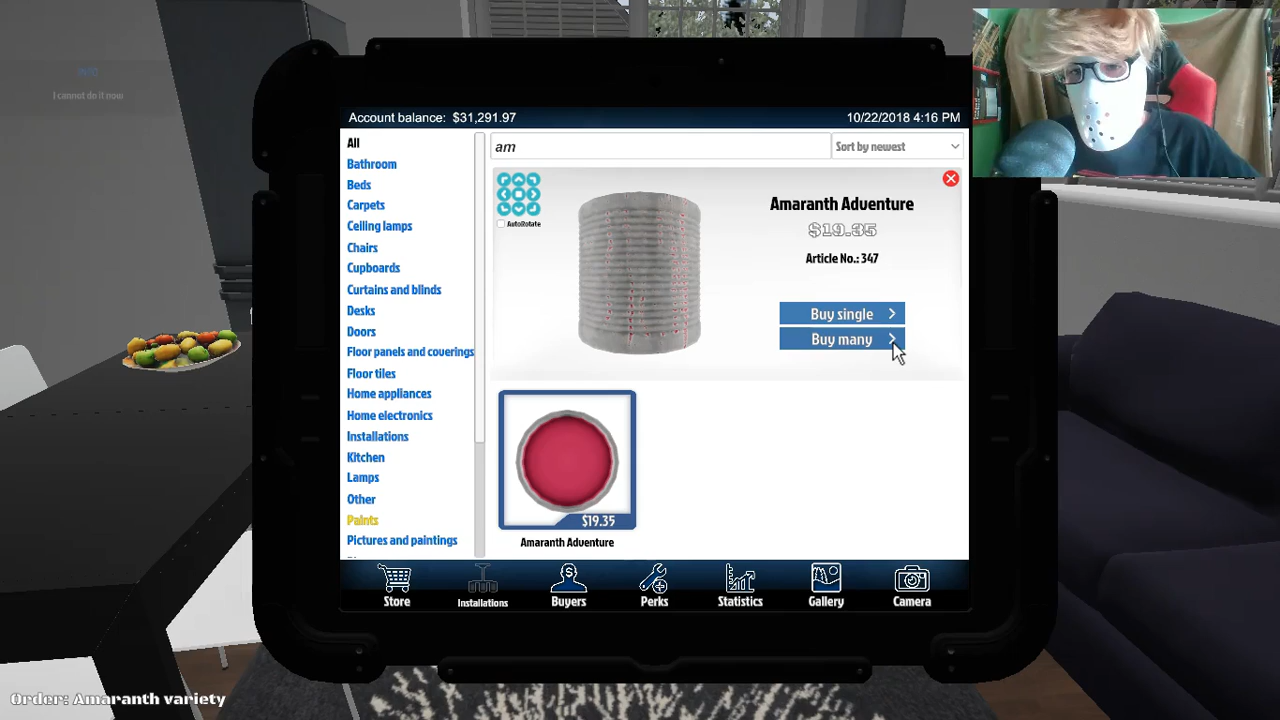 I cannot do it now
Account balance: $31,291.97
10/22/2018 4:16 PM
All
Bathroom
Beds
Carpets
Ceiling lamps
Chairs
Cupboards
Curtains and blinds
Desks
Doors
Floor panels and coverings
Floor tiles
Home appliances
Home electronics
Installations
Kitchen
Lamps
Other
Paints
Pictures and paintings
am
Sort by newest
AutoRotate
Amaranth Adventure
$19.35
Article No.: 347
Buy single
Buy many
$19.35
Amaranth Adventure
Store
Installations
Buyers
Perks
Statistics
Gallery
Camera
Order: Amaranth variety